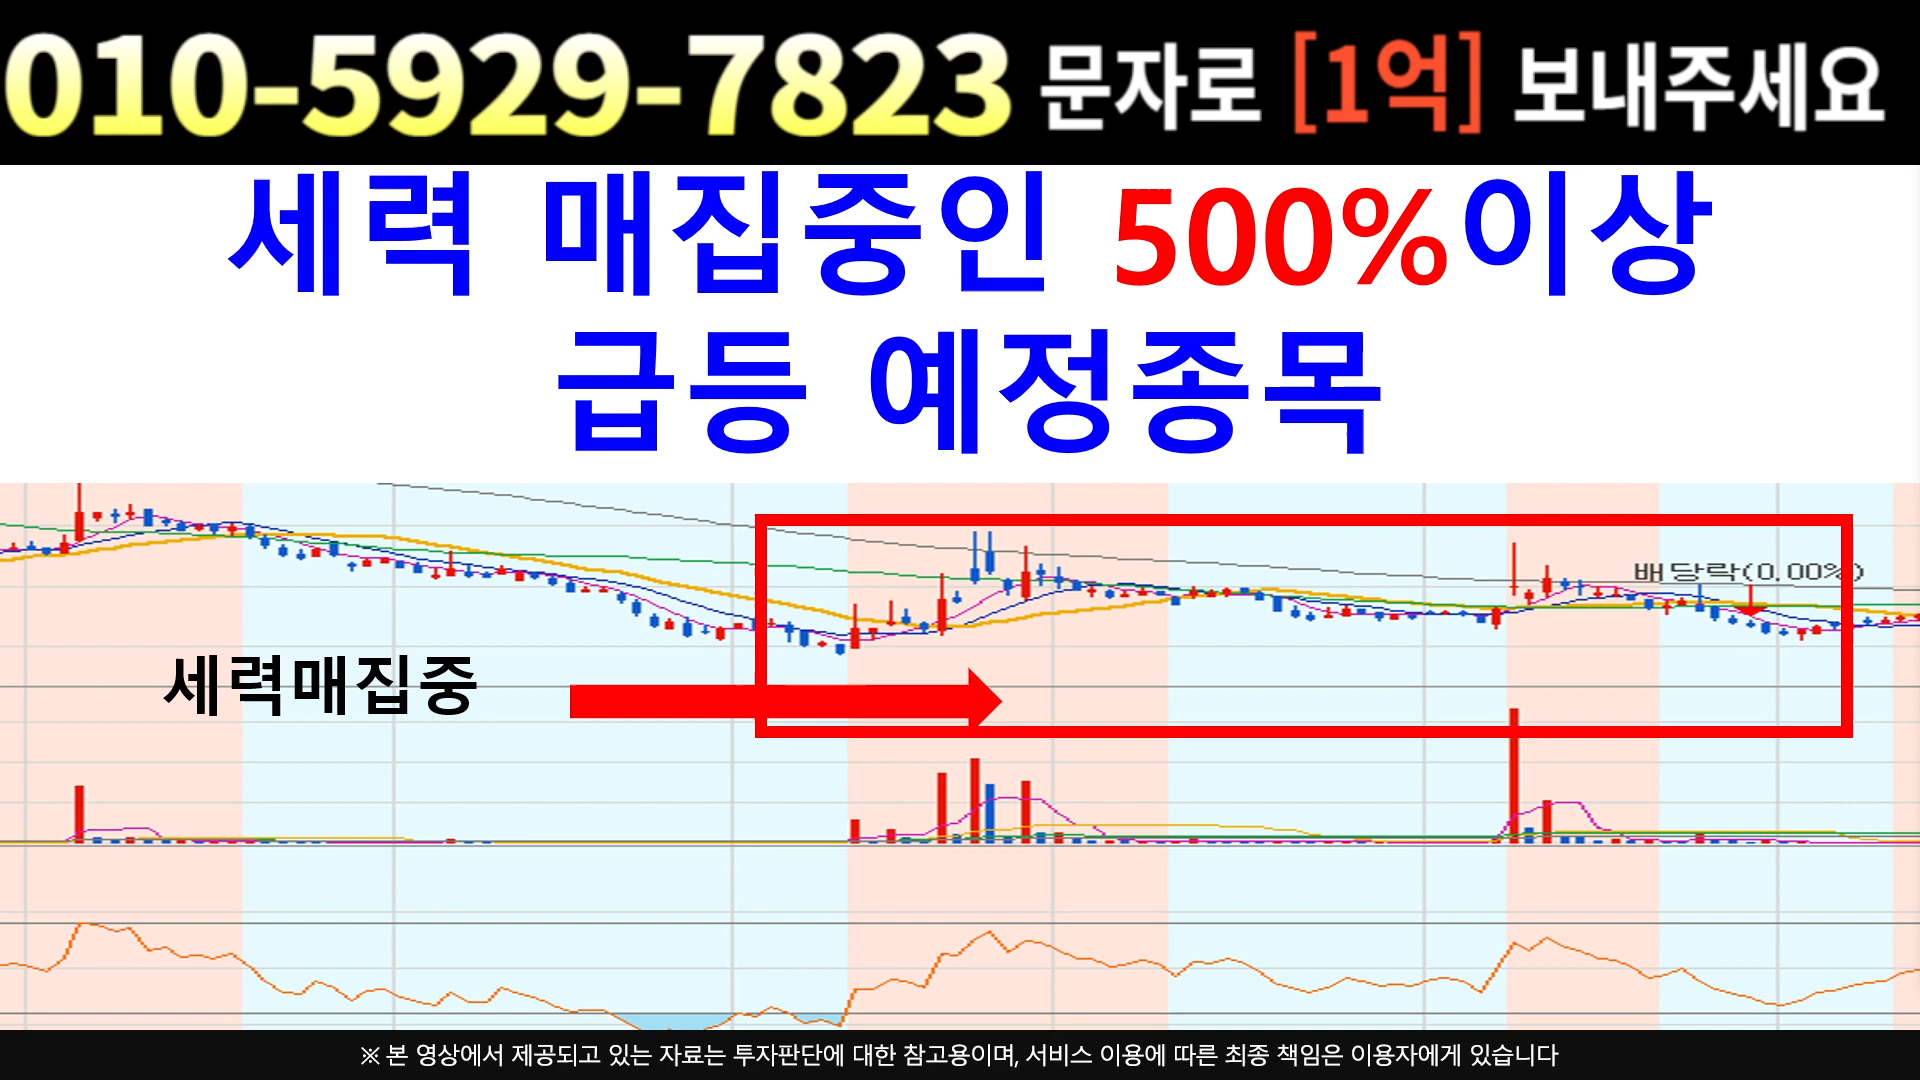 010-5929-7823 문자로 [1억] 보내주세요
세력 매집중인 500%이상
급등 예정종목
배당락(0.00%)
세력매집중
※ 본 영상에서 제공되고 있는 자료는 투자판단에 대한 참고용이며, 서비스 이용에 따른 최종 책임은 이용자에게 있습니다